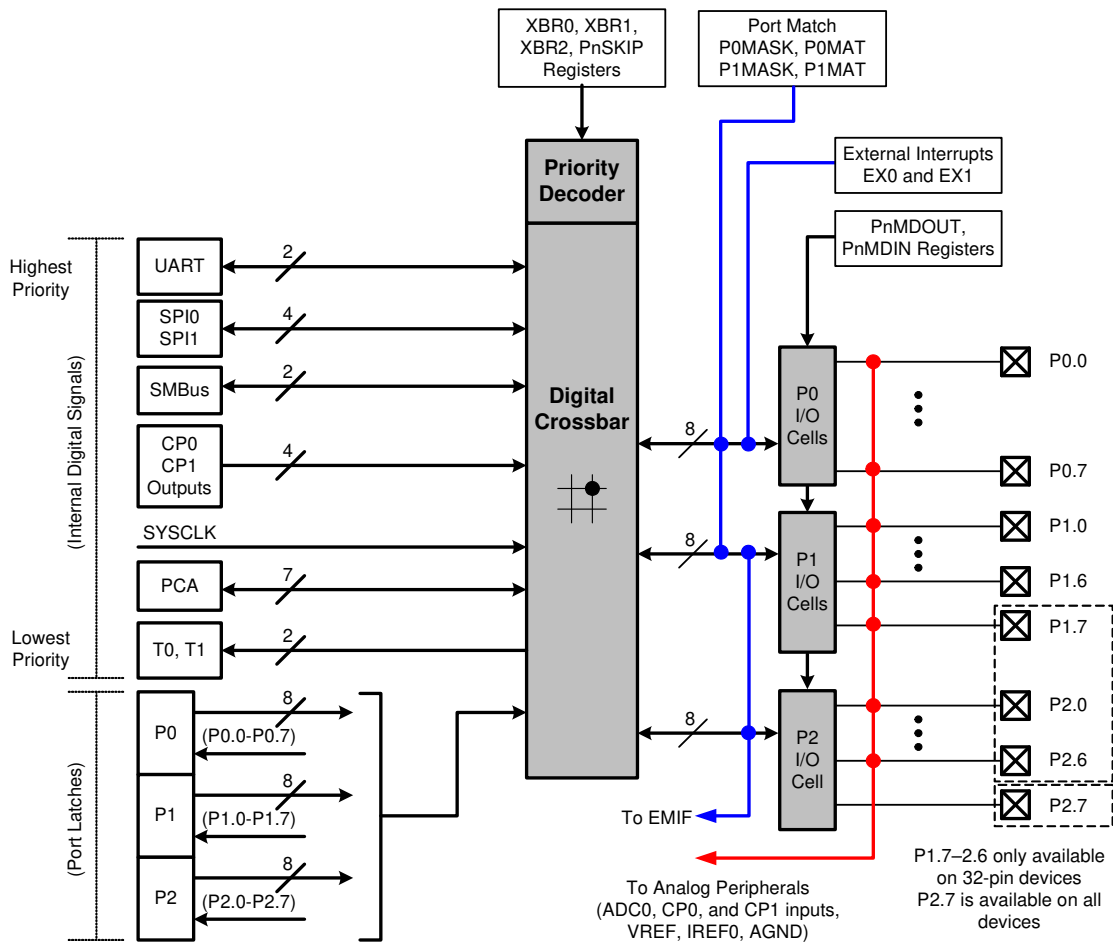 XBR0, XBR1,
XBR2, PnSKIP
Registers
Port Match
P0MASK, P0MAT
P1MASK, P1MAT
External Interrupts
EX0 and EX1
PnMDOUT,
PnMDIN Registers
Priority
Decoder
Digital
Crossbar
Highest
Priority
(Internal Digital Signals)
Lowest
Priority
UART
2
SPI0
SPI1
4
SMBus
2
CP0
CP1
Outputs
4
SYSCLK
PCA
7
T0, T1
2
(Port Latches)
P0
8
(P0.0-P0.7)
P1
8
(P1.0-P1.7)
P2
8
(P2.0-P2.7)
8
P0
I/O
Cells
P0.0
P0.7
8
P1
I/O
Cells
P1.0
P1.6
P1.7
8
P2
I/O
Cell
P2.0
P2.6
P2.7
To EMIF
To Analog Peripherals
(ADC0, CP0, and CP1 inputs,
VREF, IREF0, AGND)
P1.7–2.6 only available
on 32-pin devices
P2.7 is available on all
devices